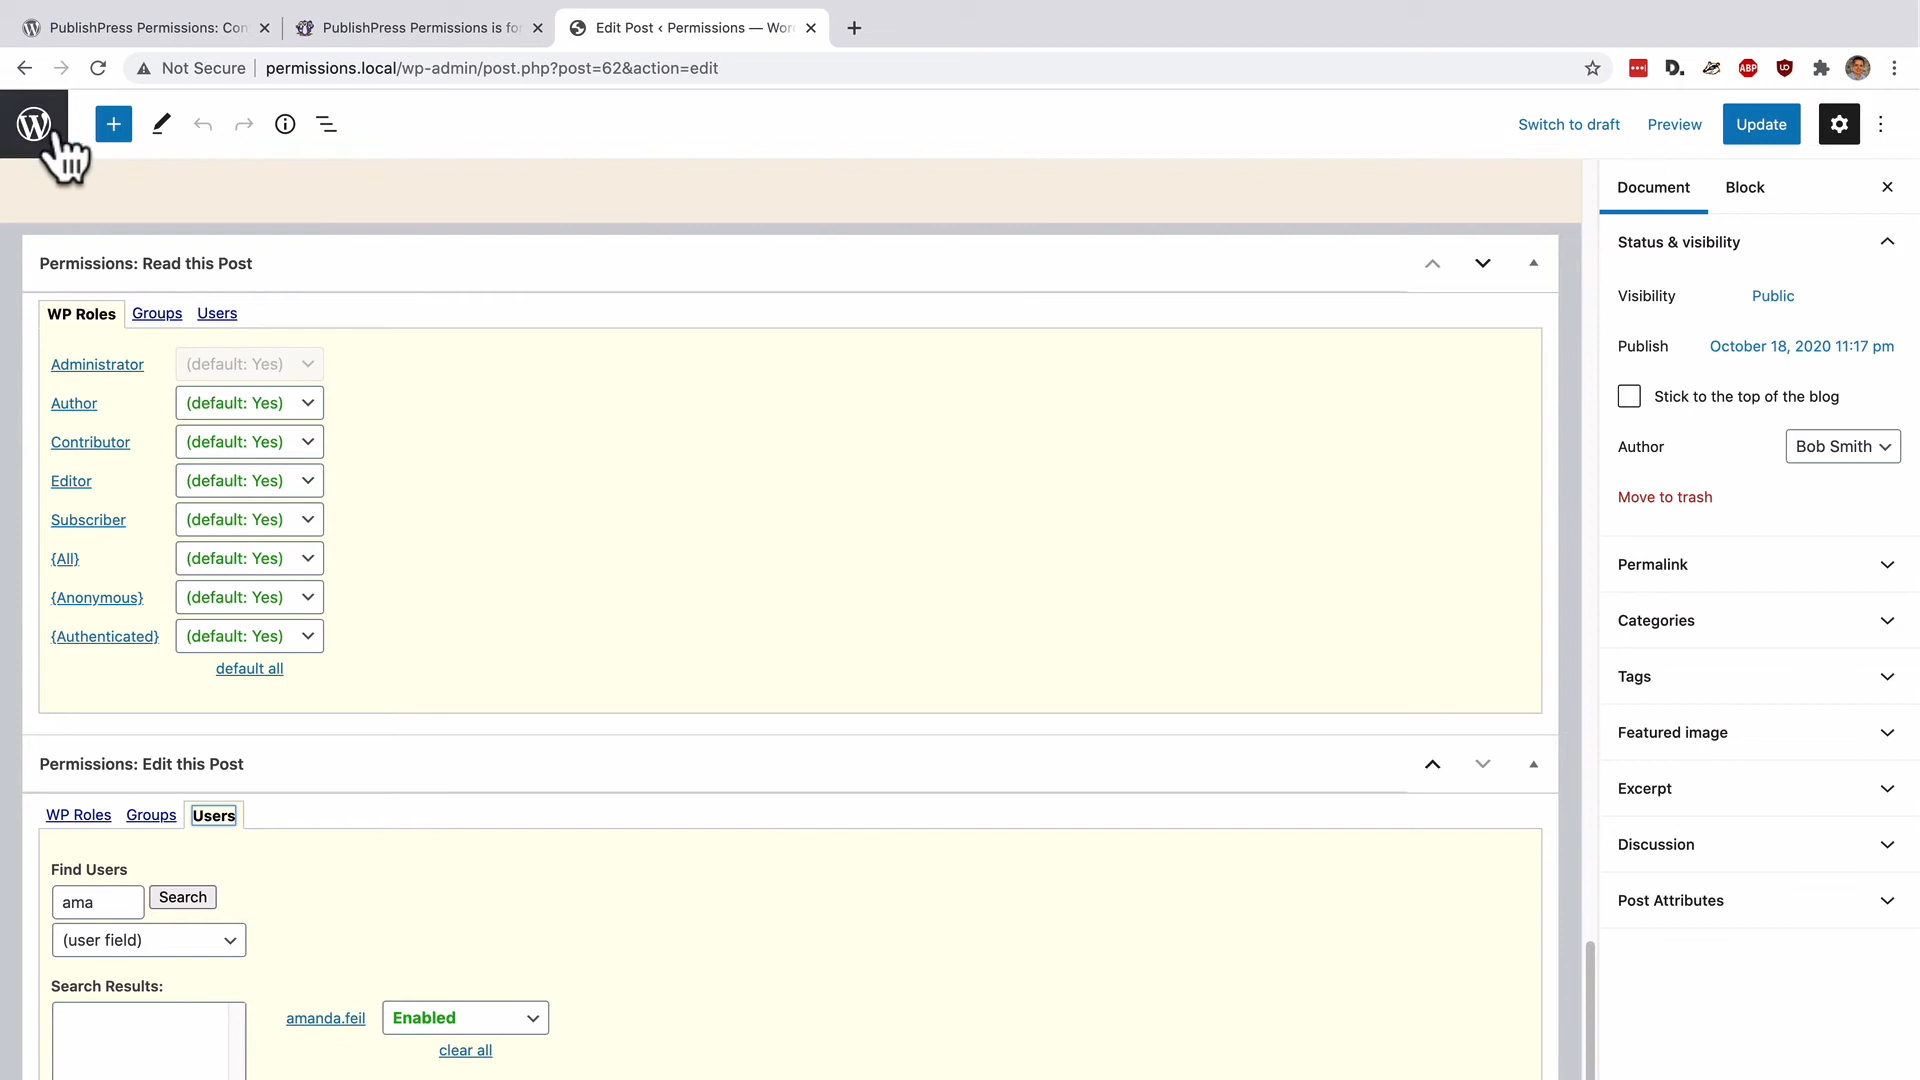 PublishPress Permissions: Con
PublishPress Permissions is for
Edit Post ‹ Permissions — Wor
Not Secure
permissions.local/wp-admin/post.php?post=62&action=edit
ABP
Switch to draft
Preview
Update
Document
Block
Permissions: Read this Post
WP Roles
Groups
Users
Administrator
(default: Yes)
Author
(default: Yes)
Contributor
(default: Yes)
Editor
(default: Yes)
Subscriber
(default: Yes)
{All}
(default: Yes)
{Anonymous}
(default: Yes)
{Authenticated}
(default: Yes)
default all
Permissions: Edit this Post
WP Roles
Groups
Users
Find Users
ama
Search
(user field)
Search Results:
amanda.feil
Enabled
clear all
Status & visibility
Visibility
Public
Publish
October 18, 2020 11:17 pm
Stick to the top of the blog
Author
Bob Smith
Move to trash
Permalink
Categories
Tags
Featured image
Excerpt
Discussion
Post Attributes